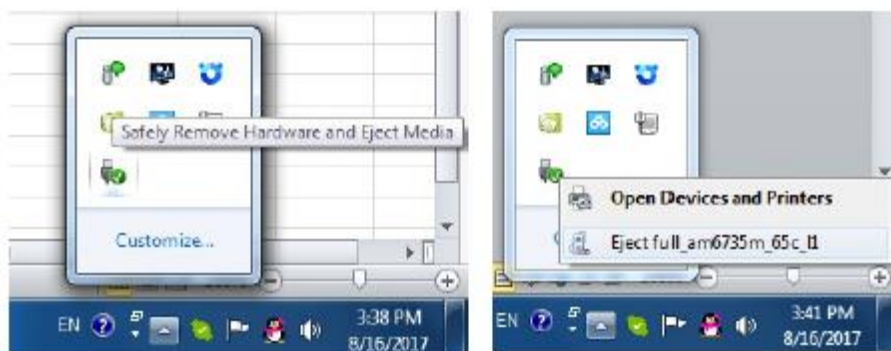 Safely Remove Hardware and Eject Media
Customize...
EN
3:38 PM
8/16/2017
Open Devices and Printers
Eject full_am6735m_65c_l1
EN
3:41 PM
8/16/2017